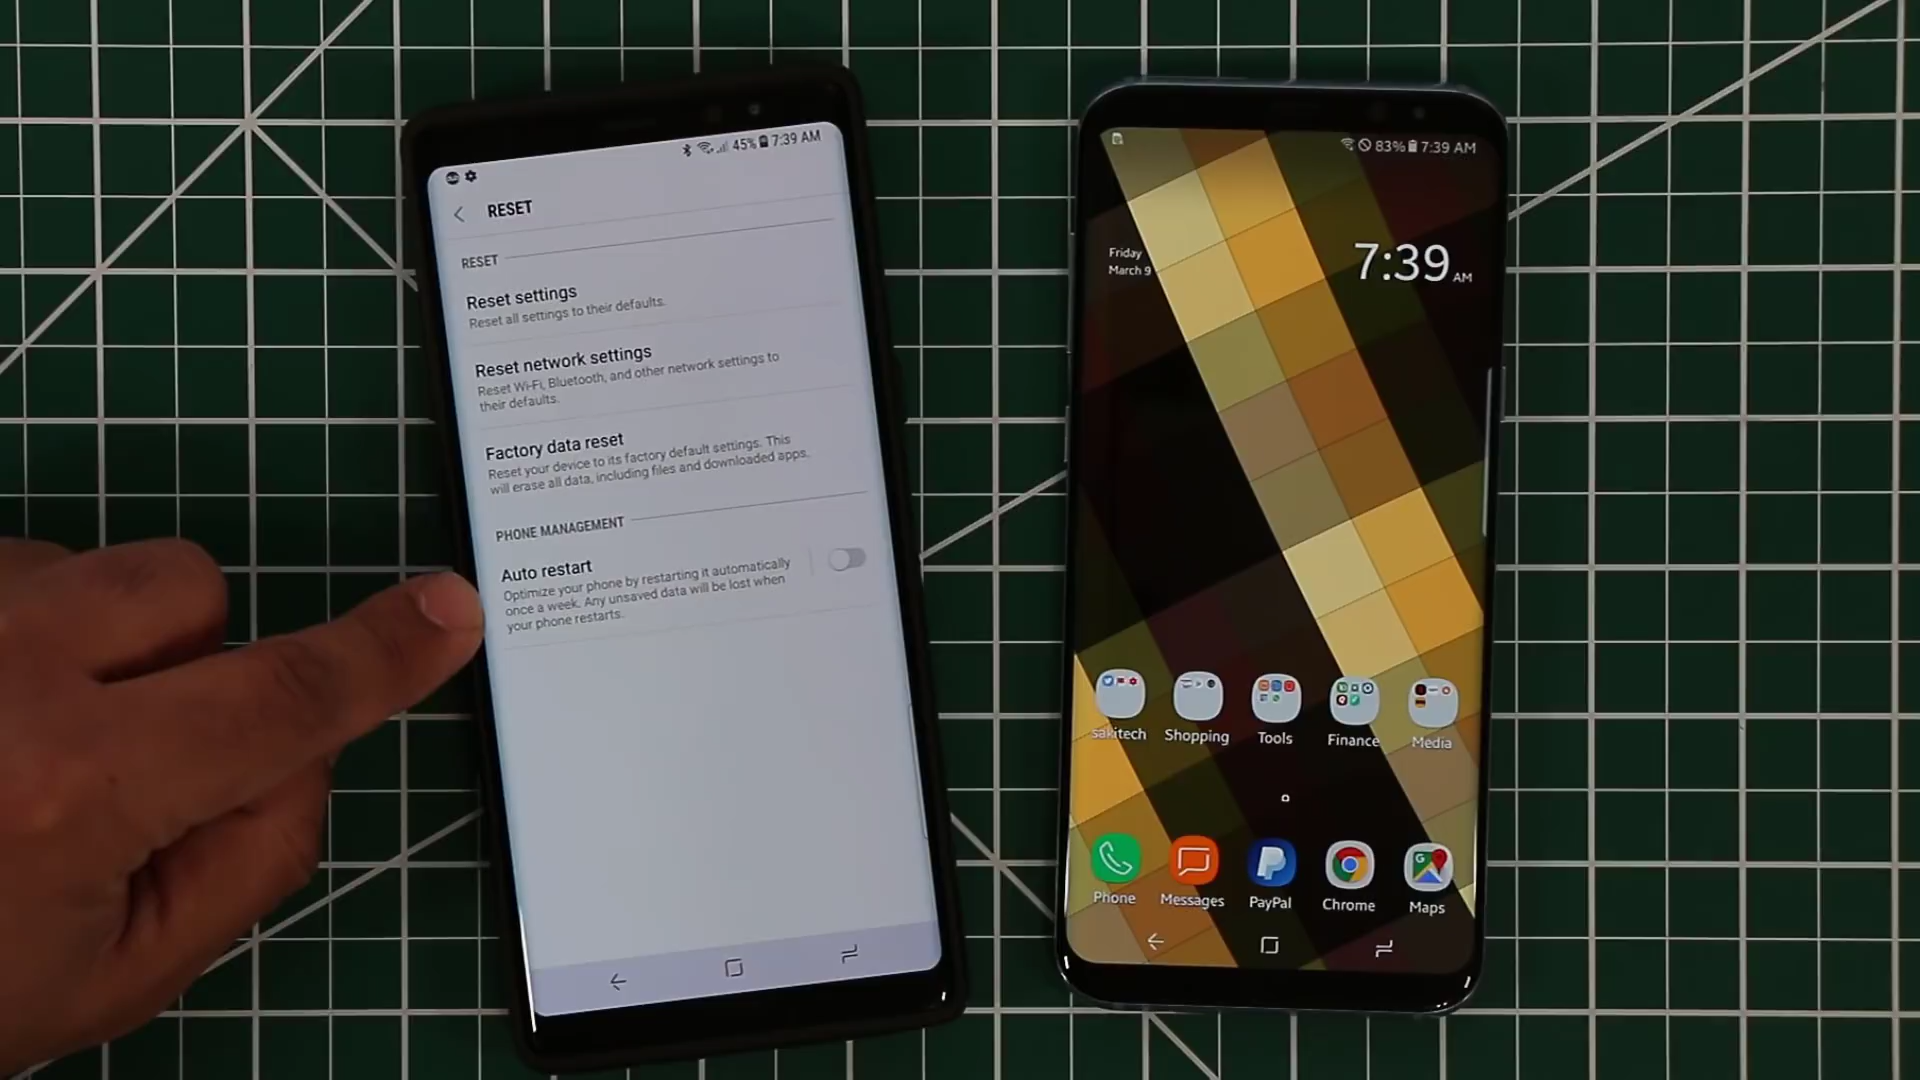 45% 7:39 AM
RESET
RESET
Reset settings
Reset all settings to their defaults.
Reset network settings
Reset Wi-Fi, Bluetooth, and other network settings to
their defaults.
Factory data reset
Reset your device to its factory default settings. This
will erase all data, including files and downloaded apps.
PHONE MANAGEMENT
Auto restart
Optimize your phone by restarting it automatically
once a week. Any unsaved data will be lost when
your phone restarts.
83% 7:39 AM
Friday
March 9
7:39 AM
sakitech Shopping Tools Finance Media
Phone Messages PayPal Chrome Maps